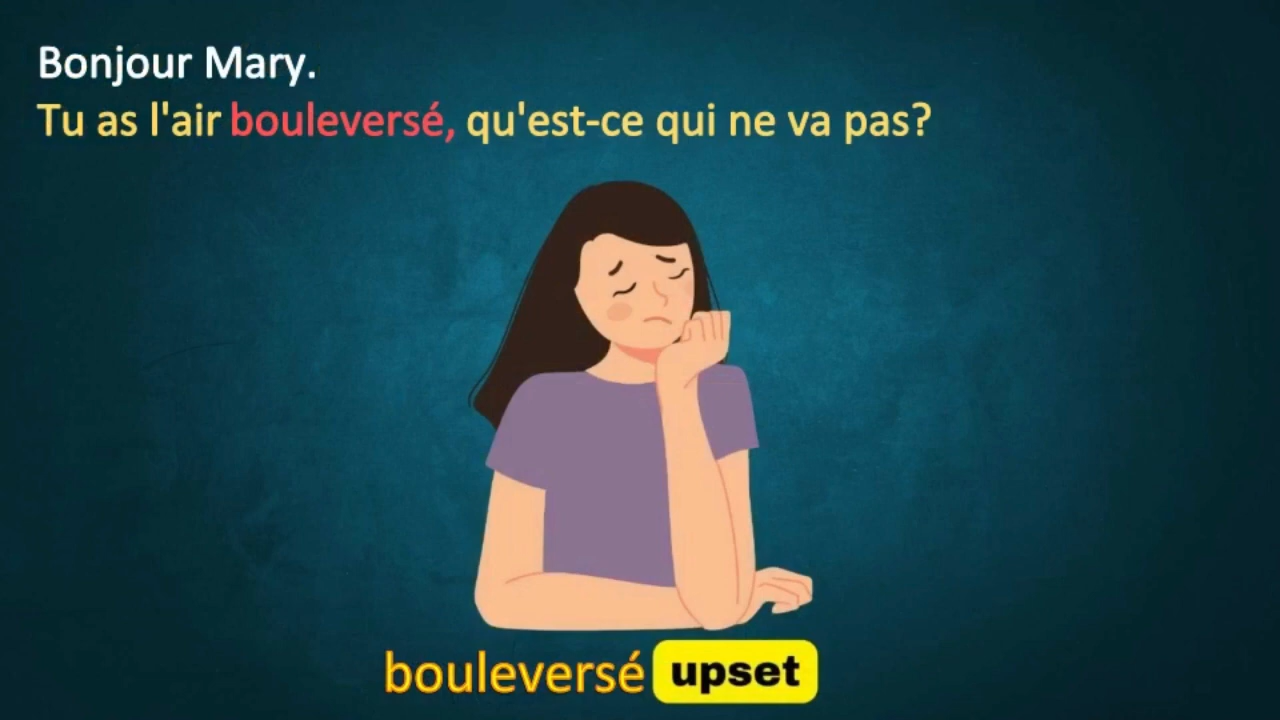 Bonjour Mary.
Tu as l'air bouleversé, qu'est-ce qui ne va pas?
bouleversé upset